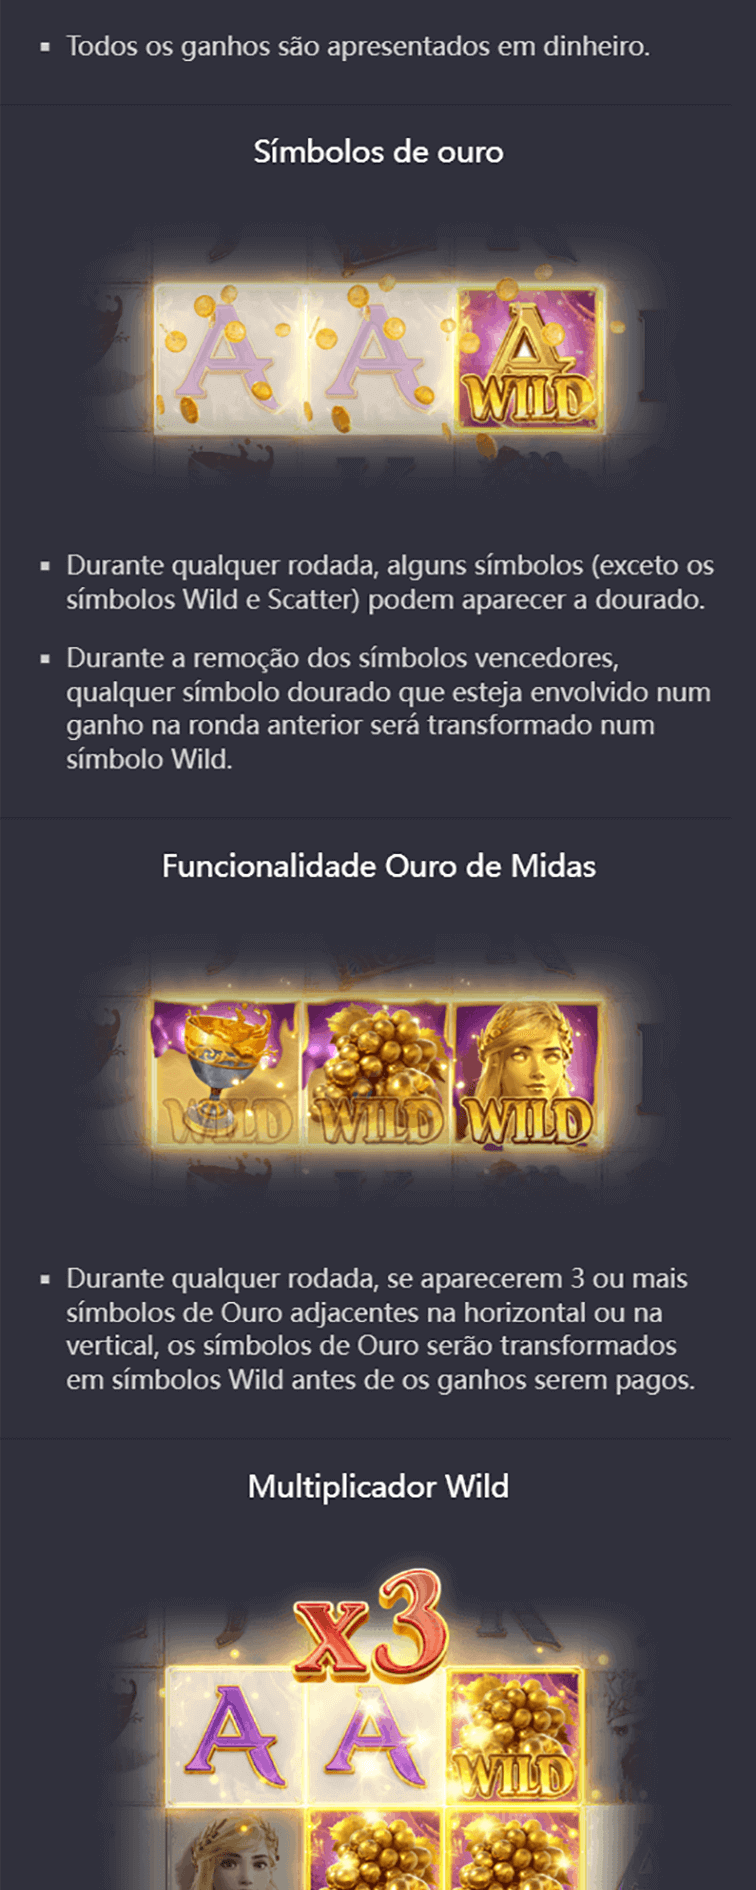 Todos os ganhos são apresentados em dinheiro.
Símbolos de ouro
A A A
WILD
Durante qualquer rodada, alguns símbolos (exceto os
símbolos Wild e Scatter) podem aparecer a dourado.
Durante a remoção dos símbolos vencedores,
qualquer símbolo dourado que esteja envolvido num
ganho na ronda anterior será transformado num
símbolo Wild.
Funcionalidade Ouro de Midas
WILD WILD WILD
Durante qualquer rodada, se aparecerem 3 ou mais
símbolos de Ouro adjacentes na horizontal ou na
vertical, os símbolos de Ouro serão transformados
em símbolos Wild antes de os ganhos serem pagos.
Multiplicador Wild
x3
A A
WILD